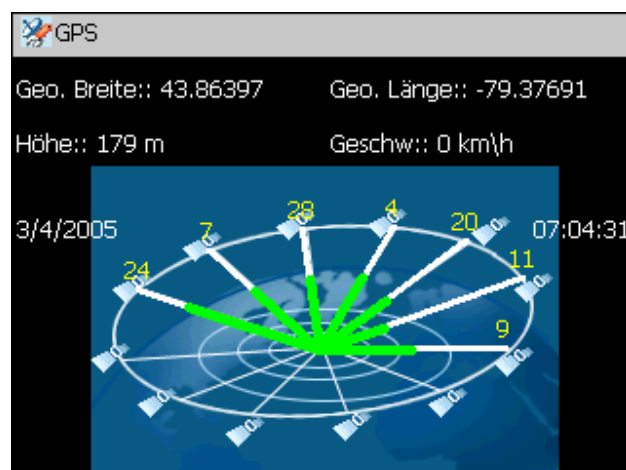 GPS
Geo. Breite:: 43.86397 Geo. Länge:: -79.37691
Höhe:: 179 m Geschw:: 0 km\h
3/4/2005 07:04:31
24 7 28 4 20 11 9